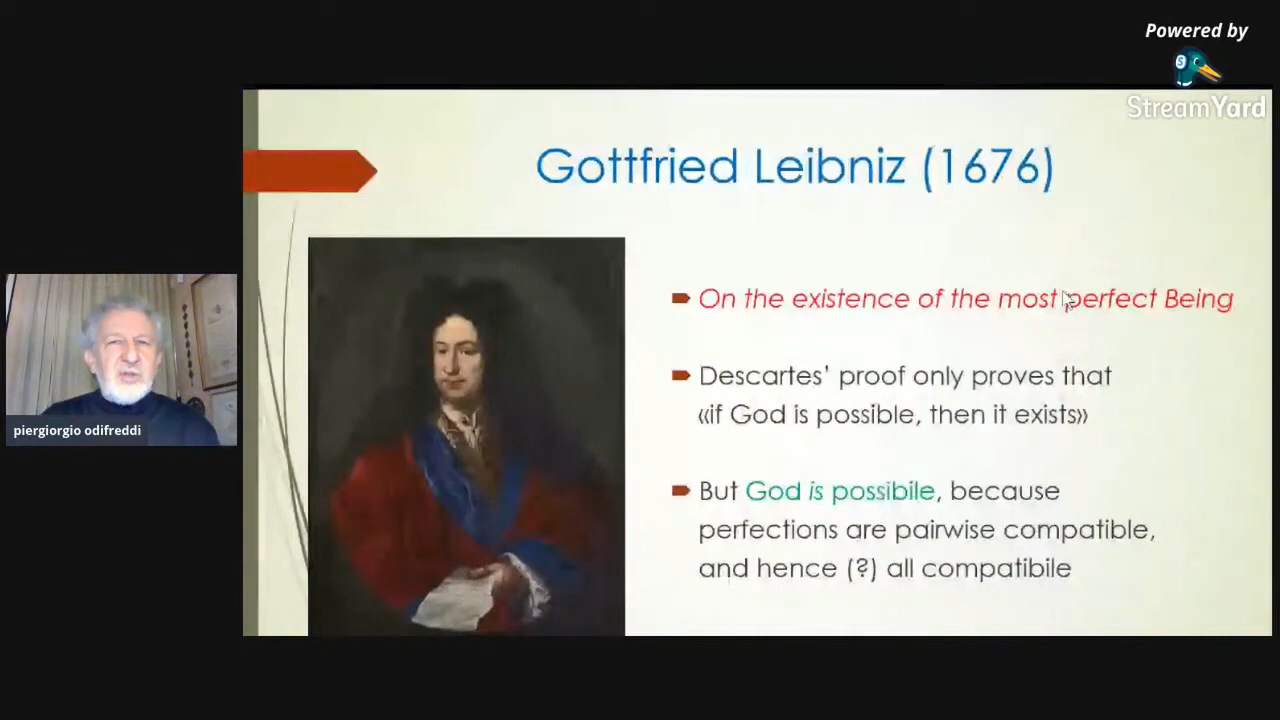 Powered by
StreamYard
Gottfried Leibniz (1676)
On the existence of the most perfect Being
Descartes’ proof only proves that
«if God is possible, then it exists»
But God is possibile, because
perfections are pairwise compatible,
and hence (?) all compatibile
piergiorgio odifreddi